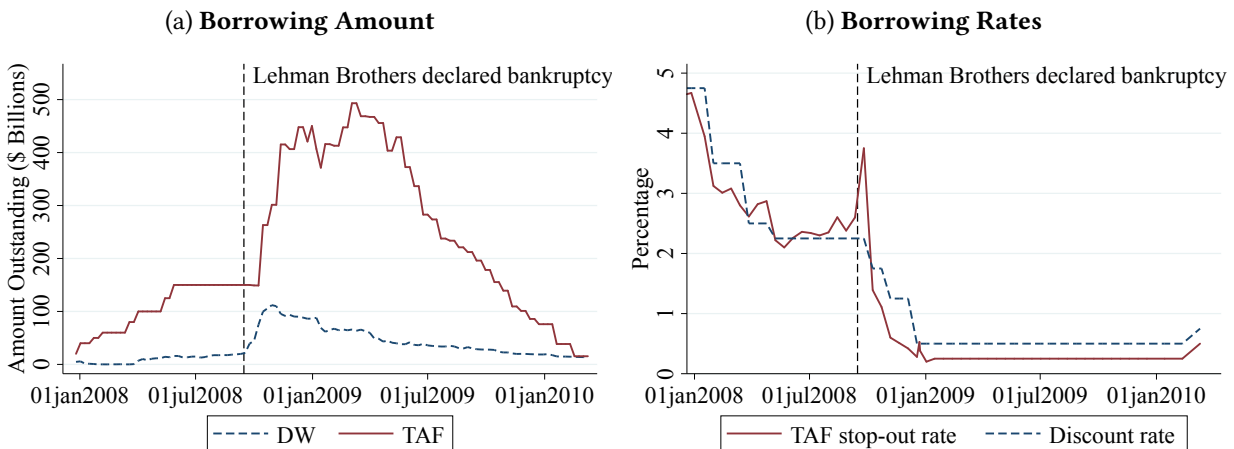 (a) Borrowing Amount
Lehman Brothers declared bankruptcy
Amount Outstanding ($ Billions)
500
400
300
200
100
0
01jan2008
01jul2008
01jan2009
01jul2009
01jan2010
DW
TAF
(b) Borrowing Rates
Lehman Brothers declared bankruptcy
Percentage
5
4
3
2
1
0
01jan2008
01jul2008
01jan2009
01jul2009
01jan2010
TAF stop-out rate
Discount rate